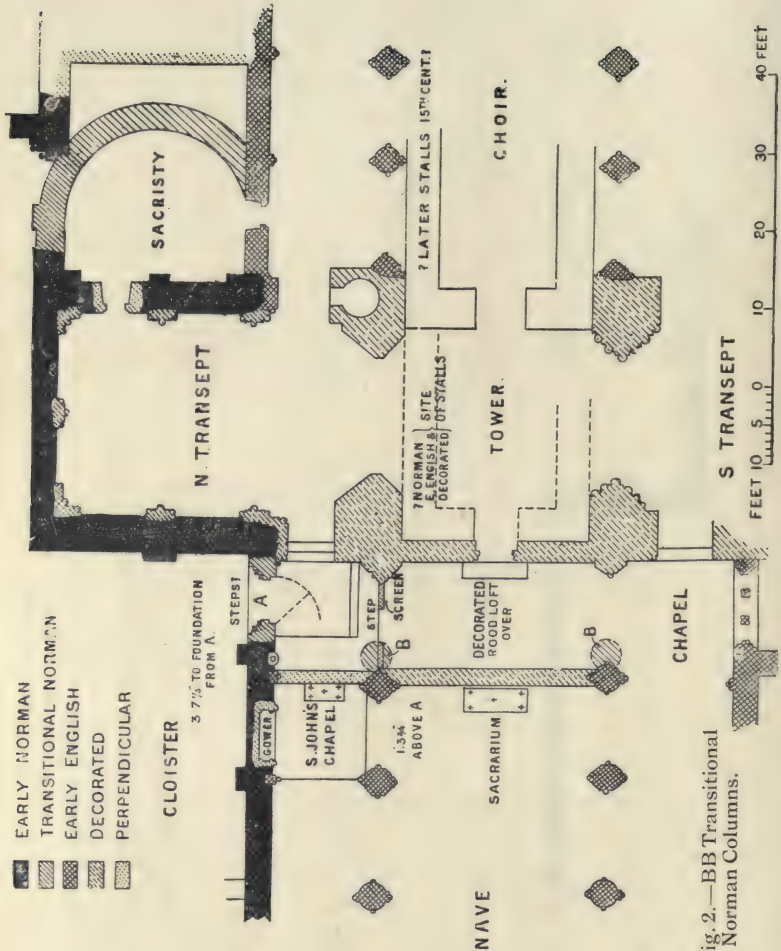 EARLY NORMAN
TRANSITIONAL NORMAN
EARLY ENGLISH
DECORATED
PERPENDICULAR
CLOISTER
3 7½ TO FOUNDATION
FROM A.
STEPS?
A
N. TRANSEPT
SACRISTY
GOWER
S. JOHN'S
CHAPEL
1.3¾
ABOVE A
STEP
SCREEN
B
?NORMAN
E. ENGLISH &
DECORATED
SITE
OF STALLS
?LATER STALLS 15TH CENT.?
NAVE
SACRARIUM
DECORATED
ROOD LOFT
OVER
TOWER.
CHOIR.
B
CHAPEL
S TRANSEPT
FEET 10 5 0 10 20 30 40 FEET
ig. 2.—BB Transitional
Norman Columns.